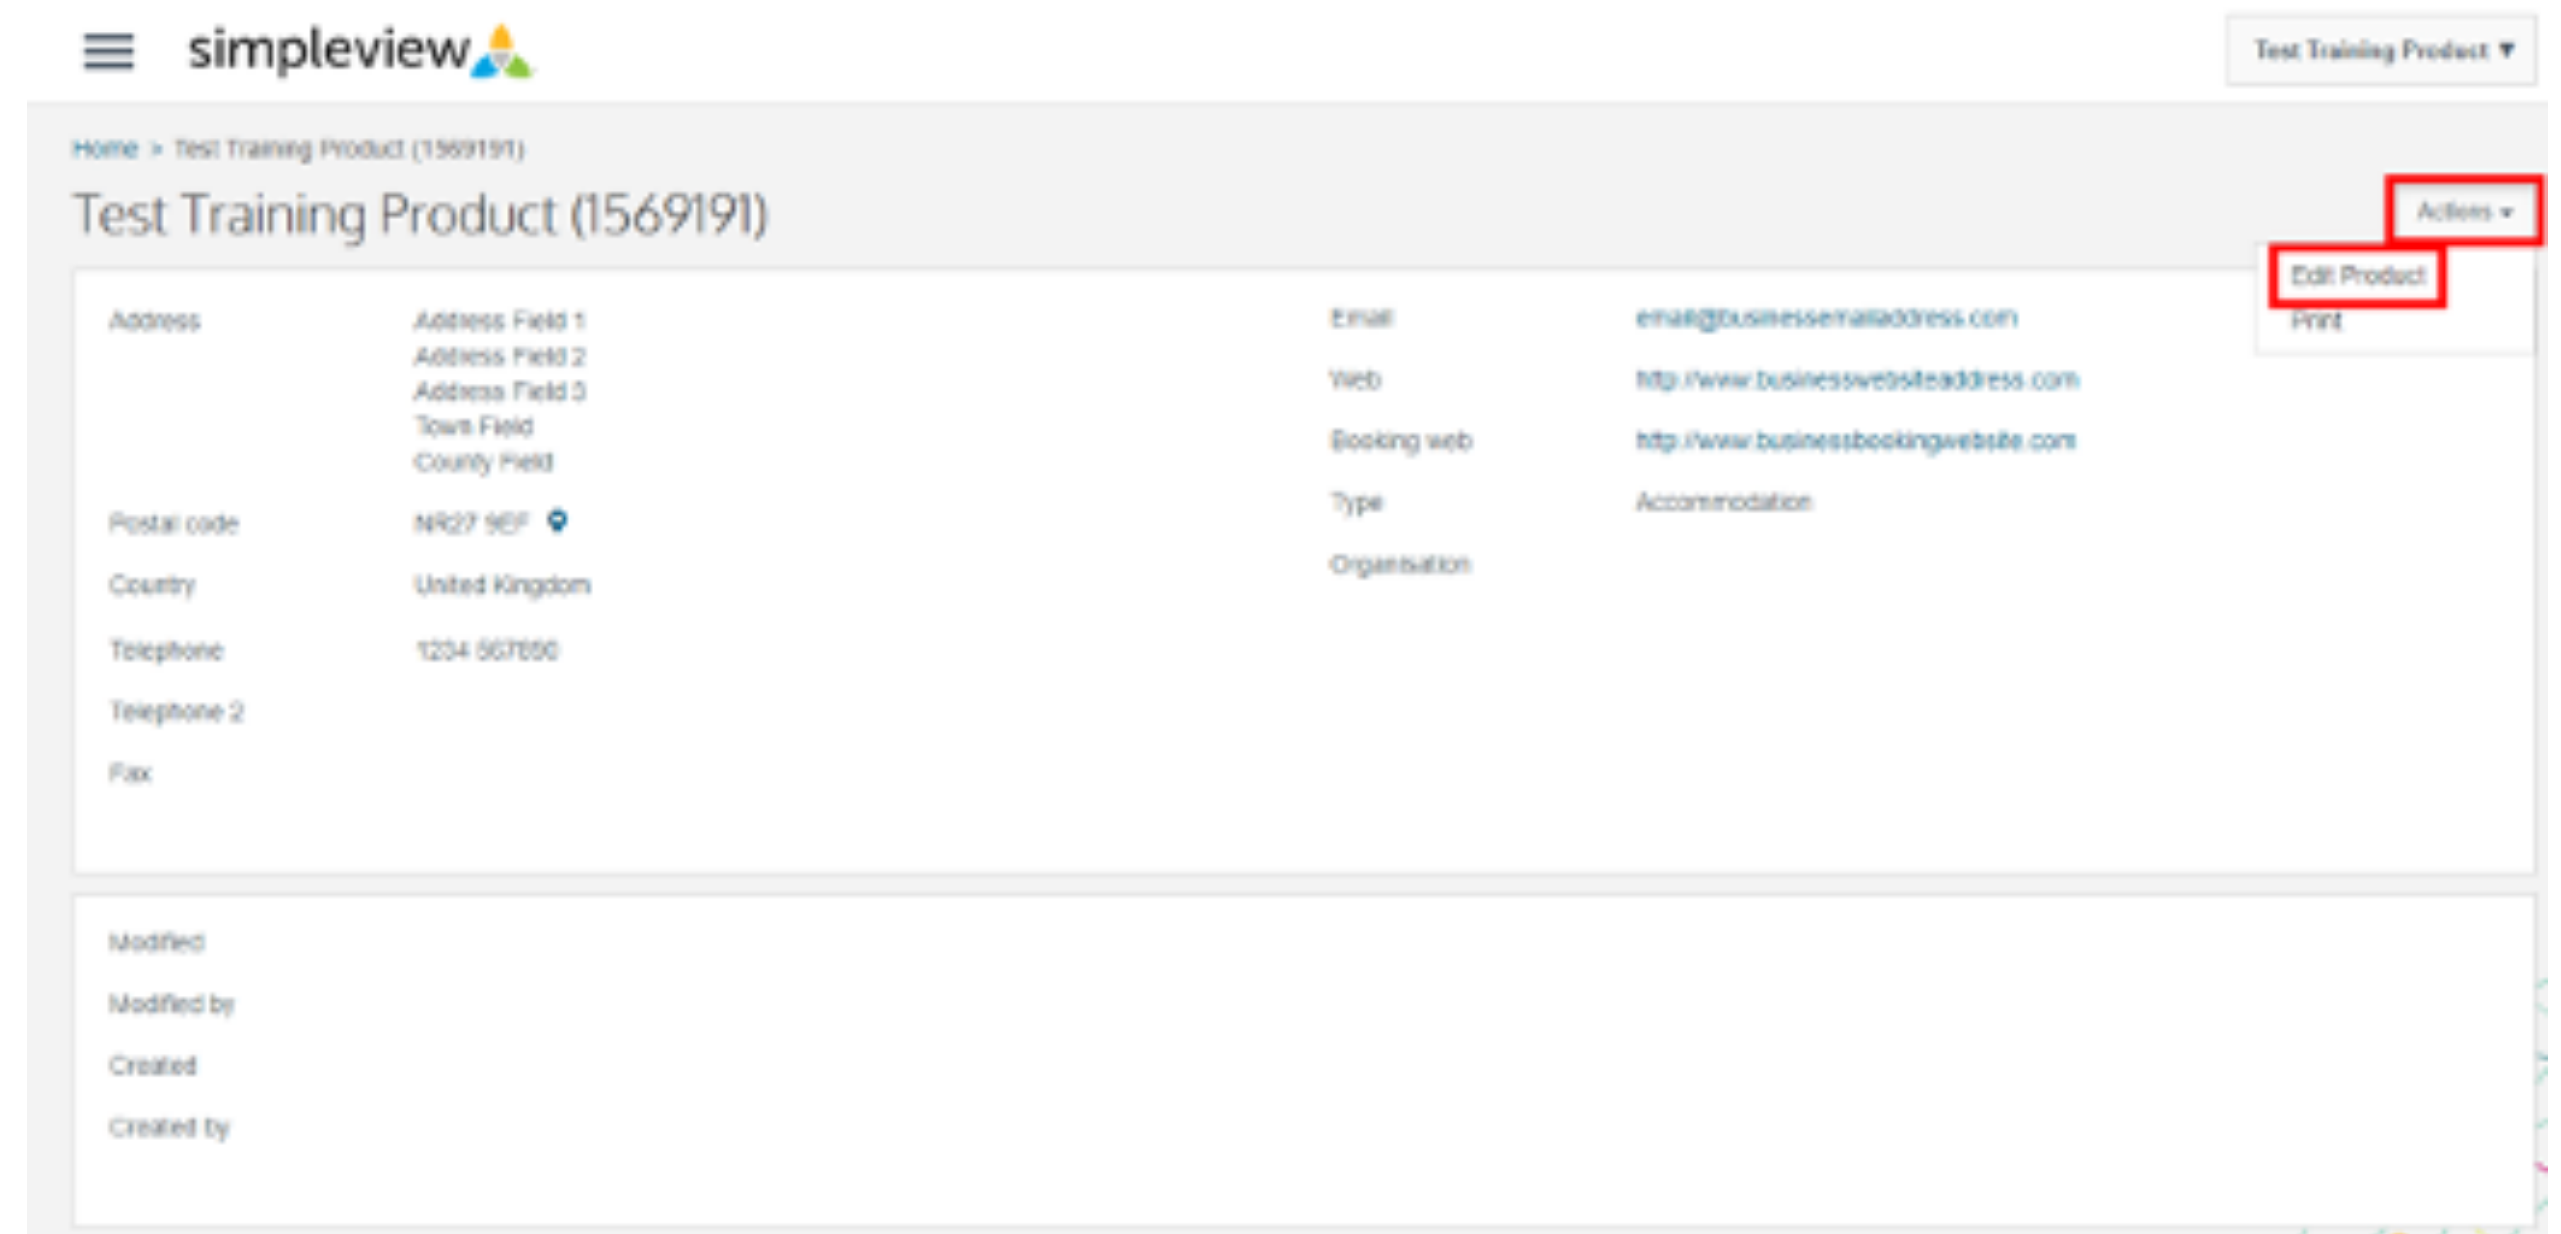 simpleview
Test Training Product ▼
Home > Test Training Product (1569191)
Test Training Product (1569191)
Actions
Edit Product
Print
Address
Address Field 1
Address Field 2
Address Field 3
Town Field
County Field
Postal code
NR27 9EF
Country
United Kingdom
Telephone
1234 567890
Telephone 2
Fax
Email
email@businessemailaddress.com
Web
http://www.businesswebsiteaddress.com
Booking web
http://www.businessbookingwebsite.com
Type
Accommodation
Organisation
Modified
Modified by
Created
Created by